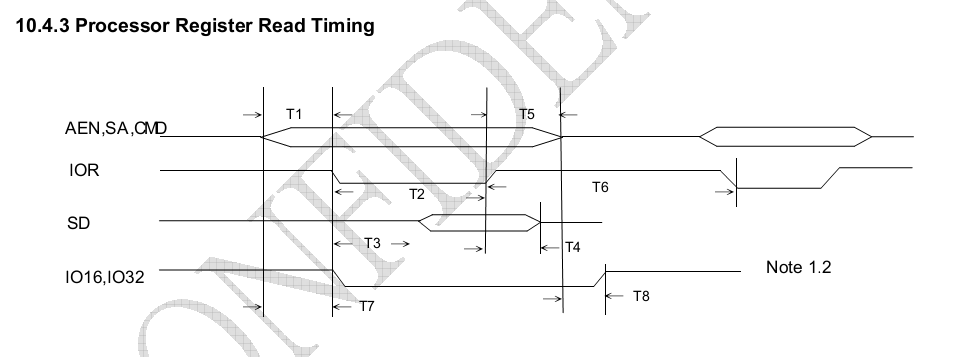 10.4.3 Processor Register Read Timing
T1 T5
AEN,SA,CMD
IOR
T2 T6
SD
T3 T4
IO16,IO32
Note 1.2
T7 T8
ONFIDE